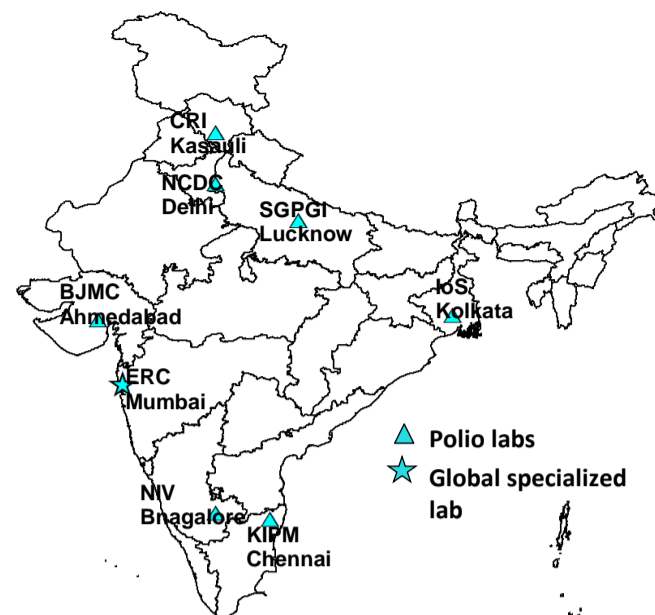 CRI
Kasauli
NCDC
Delhi
SGPGI
Lucknow
BJMC
Ahmedabad
IoS
Kolkata
ERC
Mumbai
Polio labs
Global specialized
lab
NIV
Bnagalore
KIPM
Chennai